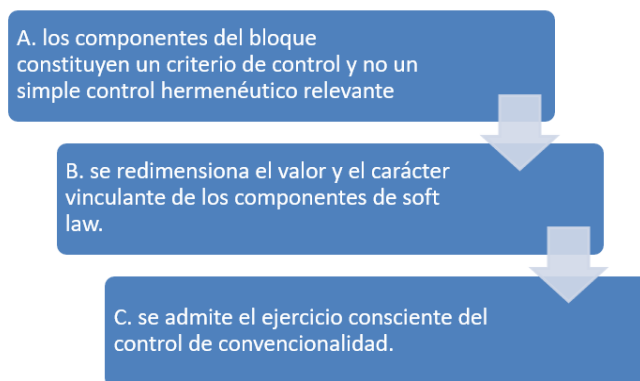 A. los componentes del bloque
constituyen un criterio de control y no un
simple control hermenéutico relevante
B. se redimensiona el valor y el carácter
vinculante de los componentes de soft
law.
C. se admite el ejercicio consciente del
control de convencionalidad.